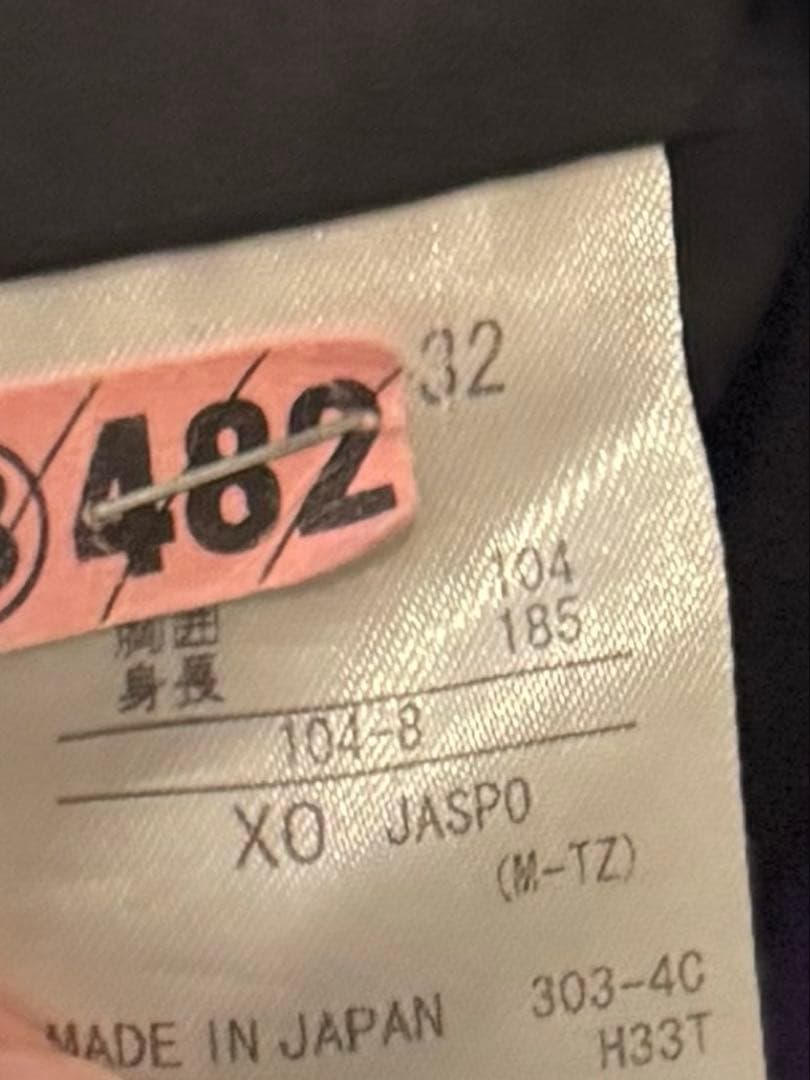 32
482
胸囲 104
身長 185
104-8
XO JASPO
(M-TZ)
303-4C
MADE IN JAPAN H33T